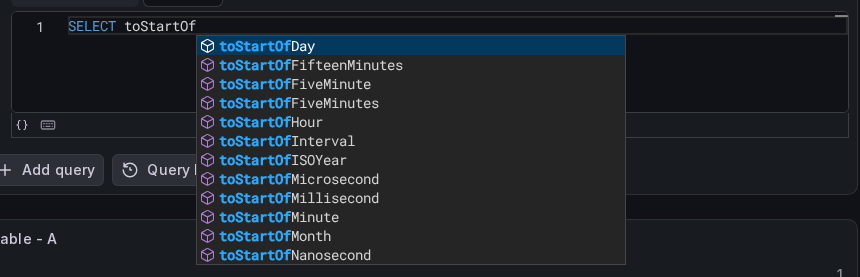 1 SELECT toStartOf
toStartOfDay
toStartOfFifteenMinutes
toStartOfFiveMinute
toStartOfFiveMinutes
toStartOfHour
toStartOfInterval
toStartOfISOYear
toStartOfMicrosecond
toStartOfMillisecond
toStartOfMinute
toStartOfMonth
toStartOfNanosecond
{}
+ Add query
Query
able - A
1